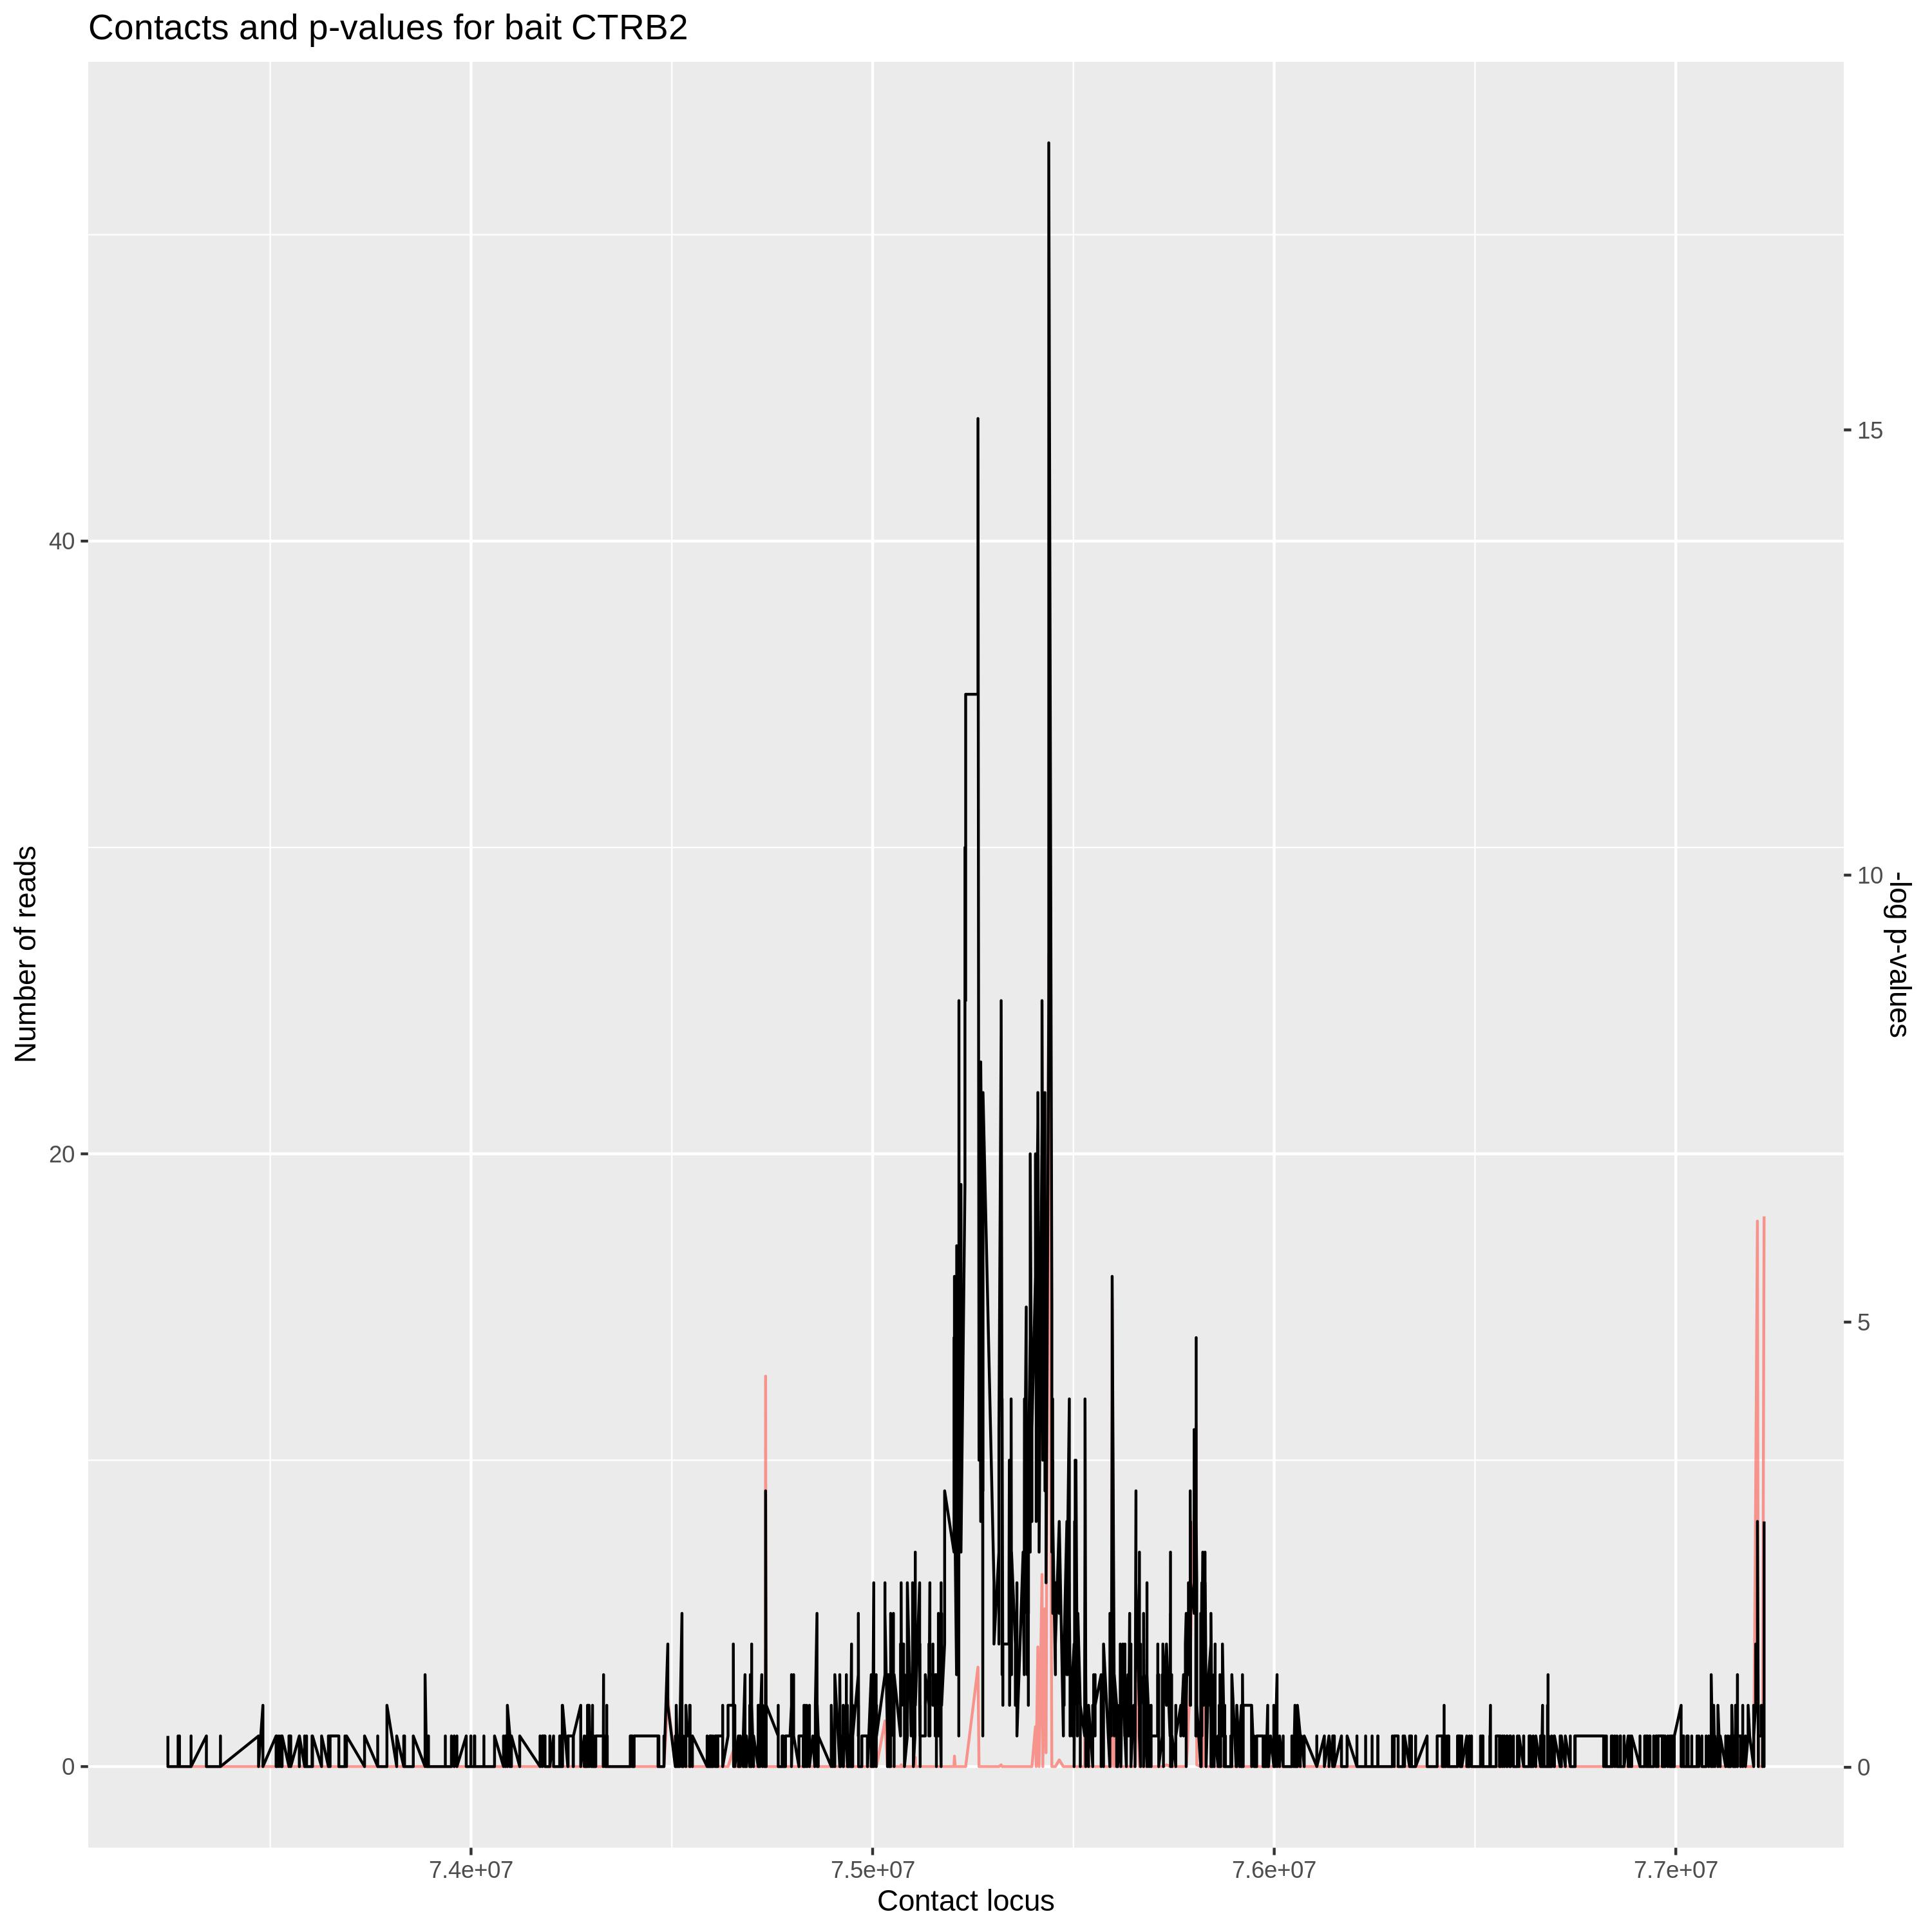 Contacts and p-values for bait CTRB2
40
20
0
Number of reads
15
10
5
0
-log p-values
7.4e+07
7.5e+07
7.6e+07
7.7e+07
Contact locus